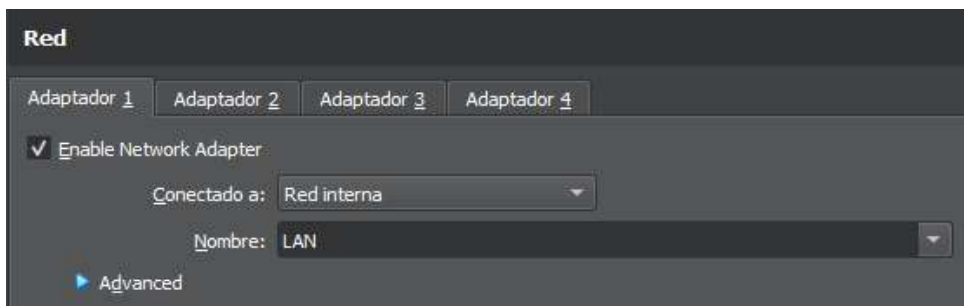 Red
Adaptador 1 Adaptador 2 Adaptador 3 Adaptador 4
Enable Network Adapter
Conectado a: Red interna
Nombre: LAN
Advanced